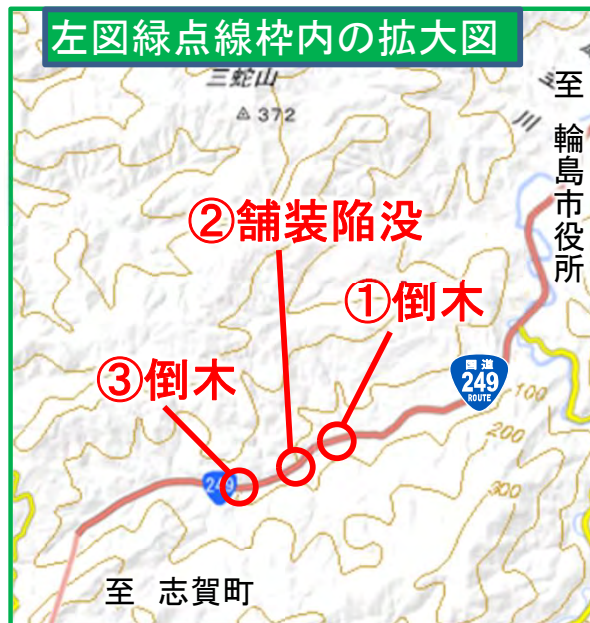 左図緑点線枠内の拡大図
三蛇山
372
川
至 輪島市役所
②舗装陥没
①倒木
③倒木
国道
249
ROUTE
100
200
300
249
至 志賀町